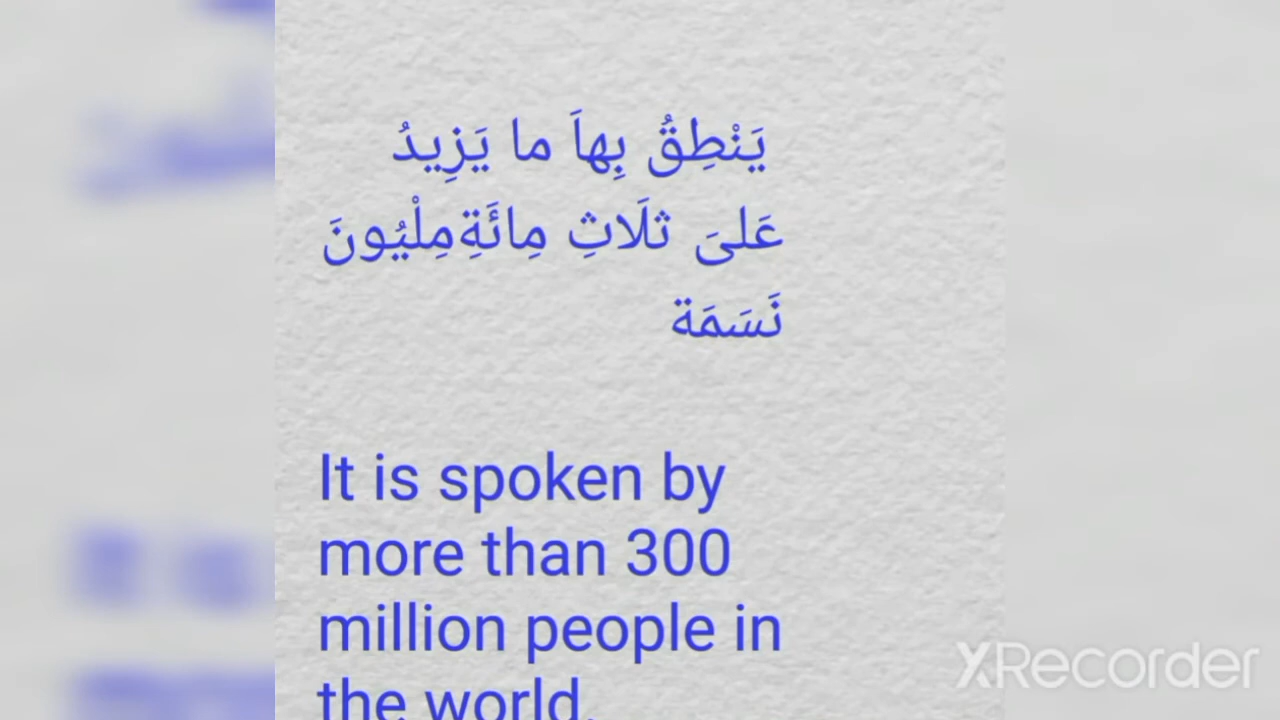 يَنْطِقُ بِهاَ ما يَزِيدُ
عَلىَ ثلَاثِ مِائَةِمِلْيُونَ
نَسَمَة
It is spoken by
more than 300
million people in
the world.
XRecorder